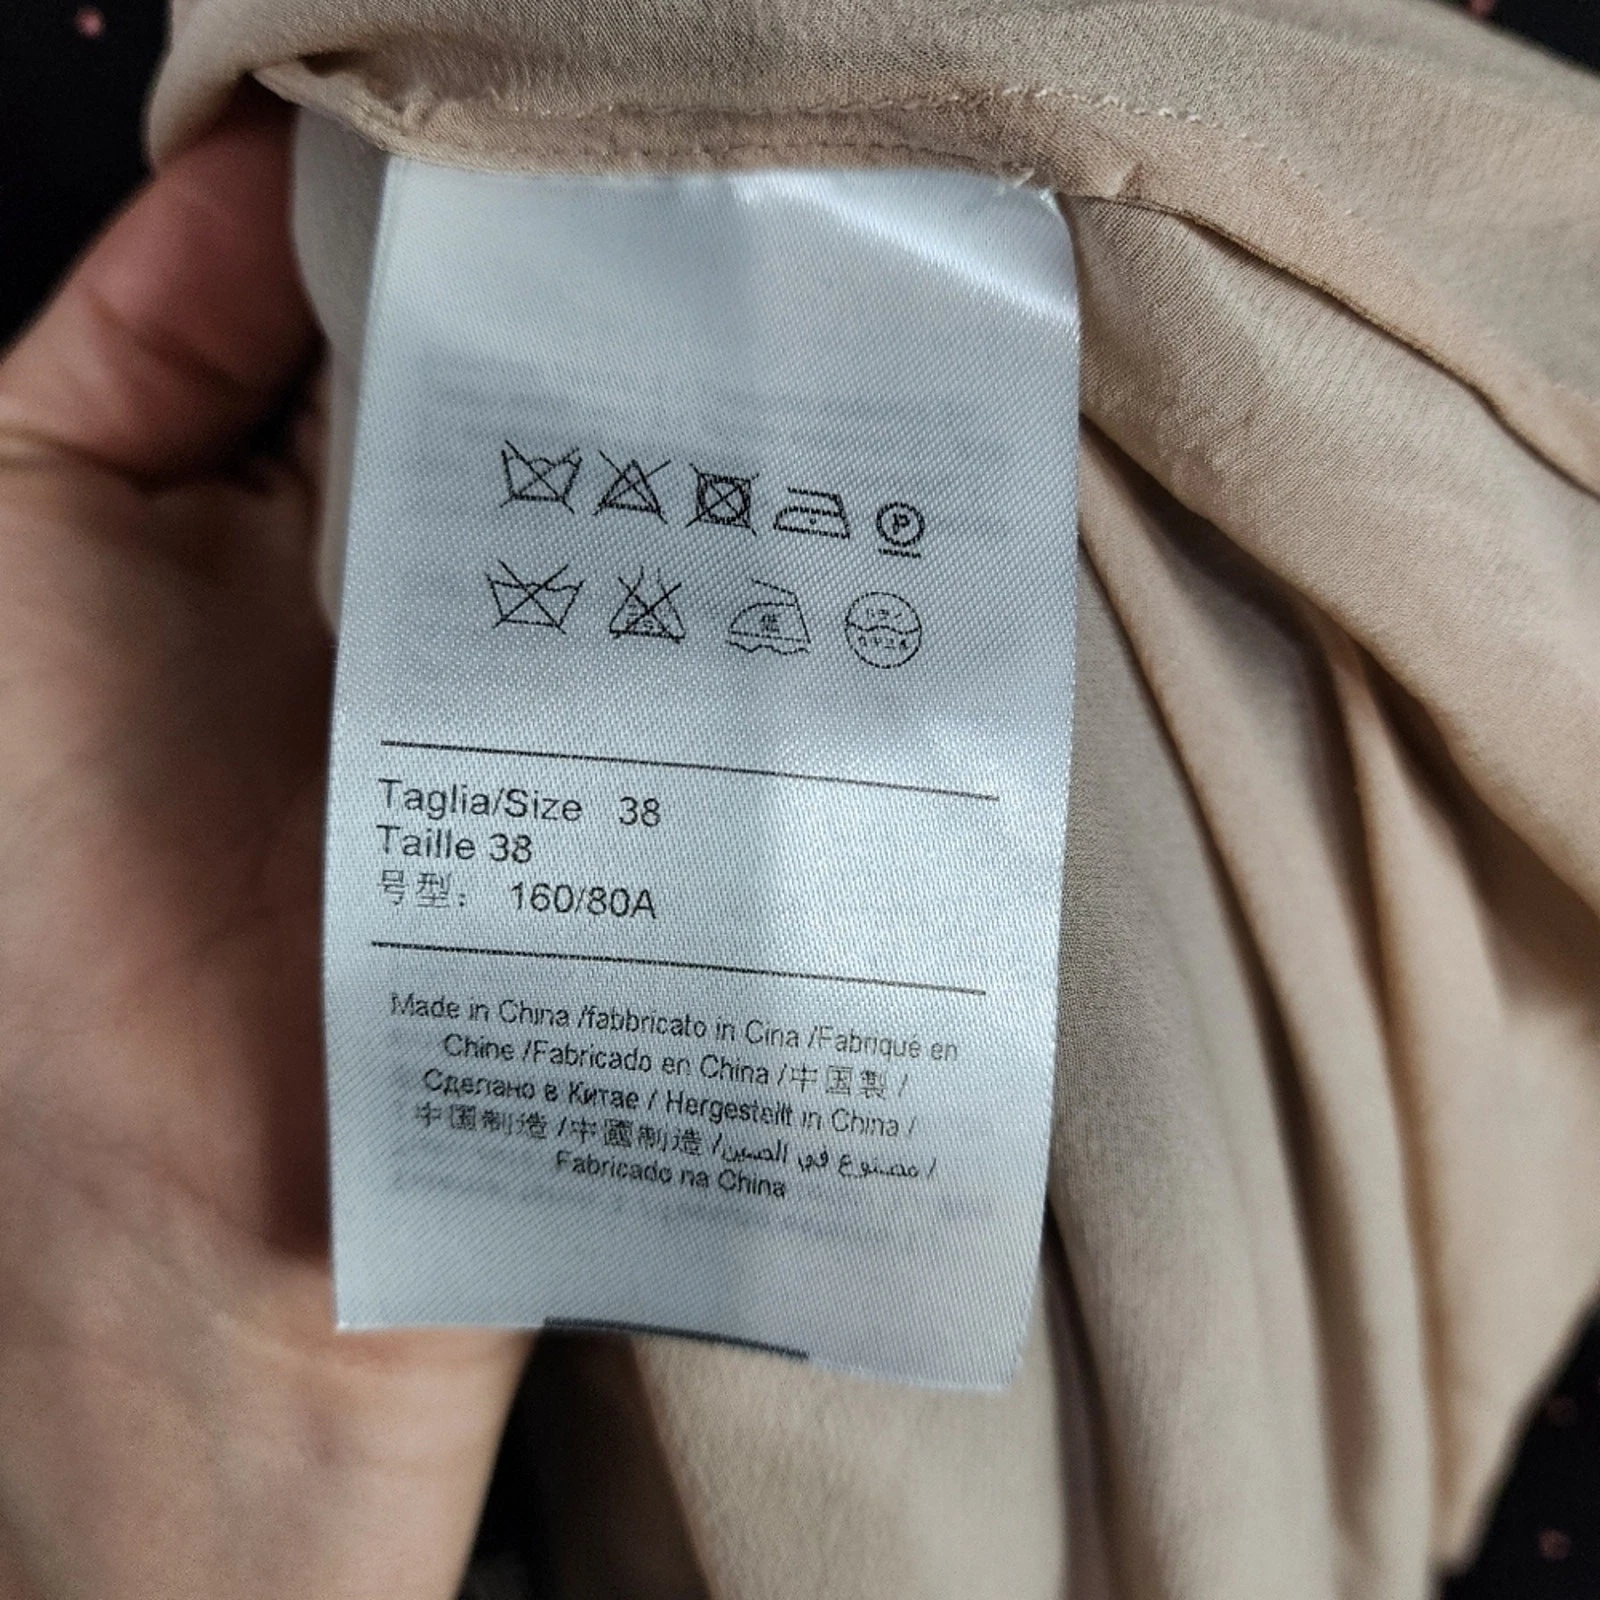 P
低
Taglia/Size 38
Taille 38
号型： 160/80A
Made in China /fabbricato in Cina /Fabriqué en
Chine /Fabricado en China /中国製 /
Сделано в Китае / Hergestellt in China /
中国制造 /中國制造 /مصنوع في الصين /
Fabricado na China